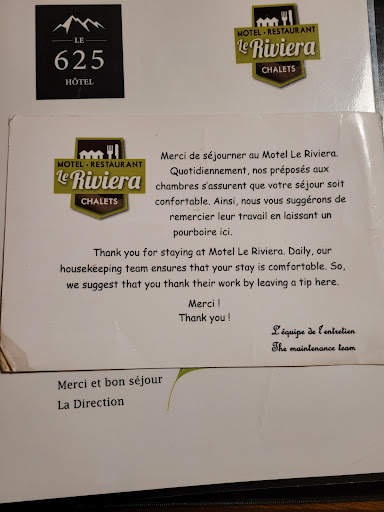 LE
625
HÔTEL
MOTEL • RESTAURANT
Le Riviera
CHALETS
MOTEL • RESTAURANT
Le Riviera
CHALETS
Merci de séjourner au Motel Le Riviera.
Quotidiennement, nos préposés aux
chambres s'assurent que votre séjour soit
confortable. Ainsi, nous vous suggérons de
remercier leur travail en laissant un
pourboire ici.
Thank you for staying at Motel Le Riviera. Daily, our
housekeeping team ensures that your stay is comfortable. So,
we suggest that you thank their work by leaving a tip here.
Merci !
Thank you !
L'équipe de l'entretien
The maintenance team
Merci et bon séjour
La Direction